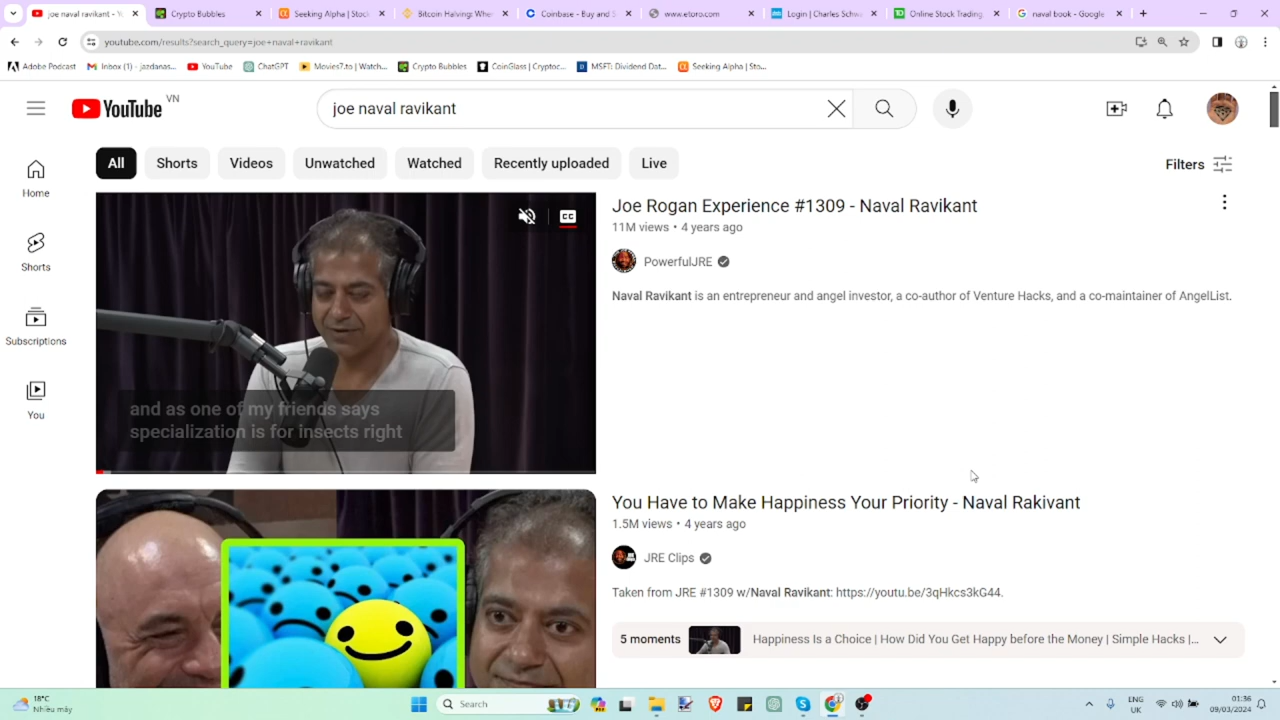 joe naval ravikant - Y
Crypto Bubbles
Seeking Alpha | Stoc
Bitcoin Halving: Whe
Coinbase - Buy and S
www.etoro.com
Login | Charles Schw
Online Stock Trading
naval book - Google
youtube.com/results?search_query=joe+naval+ravikant
Adobe Podcast
Inbox (1) - jazdanas...
YouTube
ChatGPT
Movies7.to | Watch...
Crypto Bubbles
CoinGlass | Cryptoc...
MSFT: Dividend Dat...
Seeking Alpha | Sto...
YouTube VN
joe naval ravikant
All
Shorts
Videos
Unwatched
Watched
Recently uploaded
Live
Filters
Home
Shorts
Subscriptions
You
CC
and as one of my friends says
specialization is for insects right
Joe Rogan Experience #1309 - Naval Ravikant
11M views • 4 years ago
PowerfulJRE
Naval Ravikant is an entrepreneur and angel investor, a co-author of Venture Hacks, and a co-maintainer of AngelList.
You Have to Make Happiness Your Priority - Naval Rakivant
1.5M views • 4 years ago
JRE Clips
Taken from JRE #1309 w/Naval Ravikant: https://youtu.be/3qHkcs3kG44.
5 moments
Happiness Is a Choice | How Did You Get Happy before the Money | Simple Hacks |...
18°C
Nhiều mây
Search
ENG
UK
01:36
09/03/2024